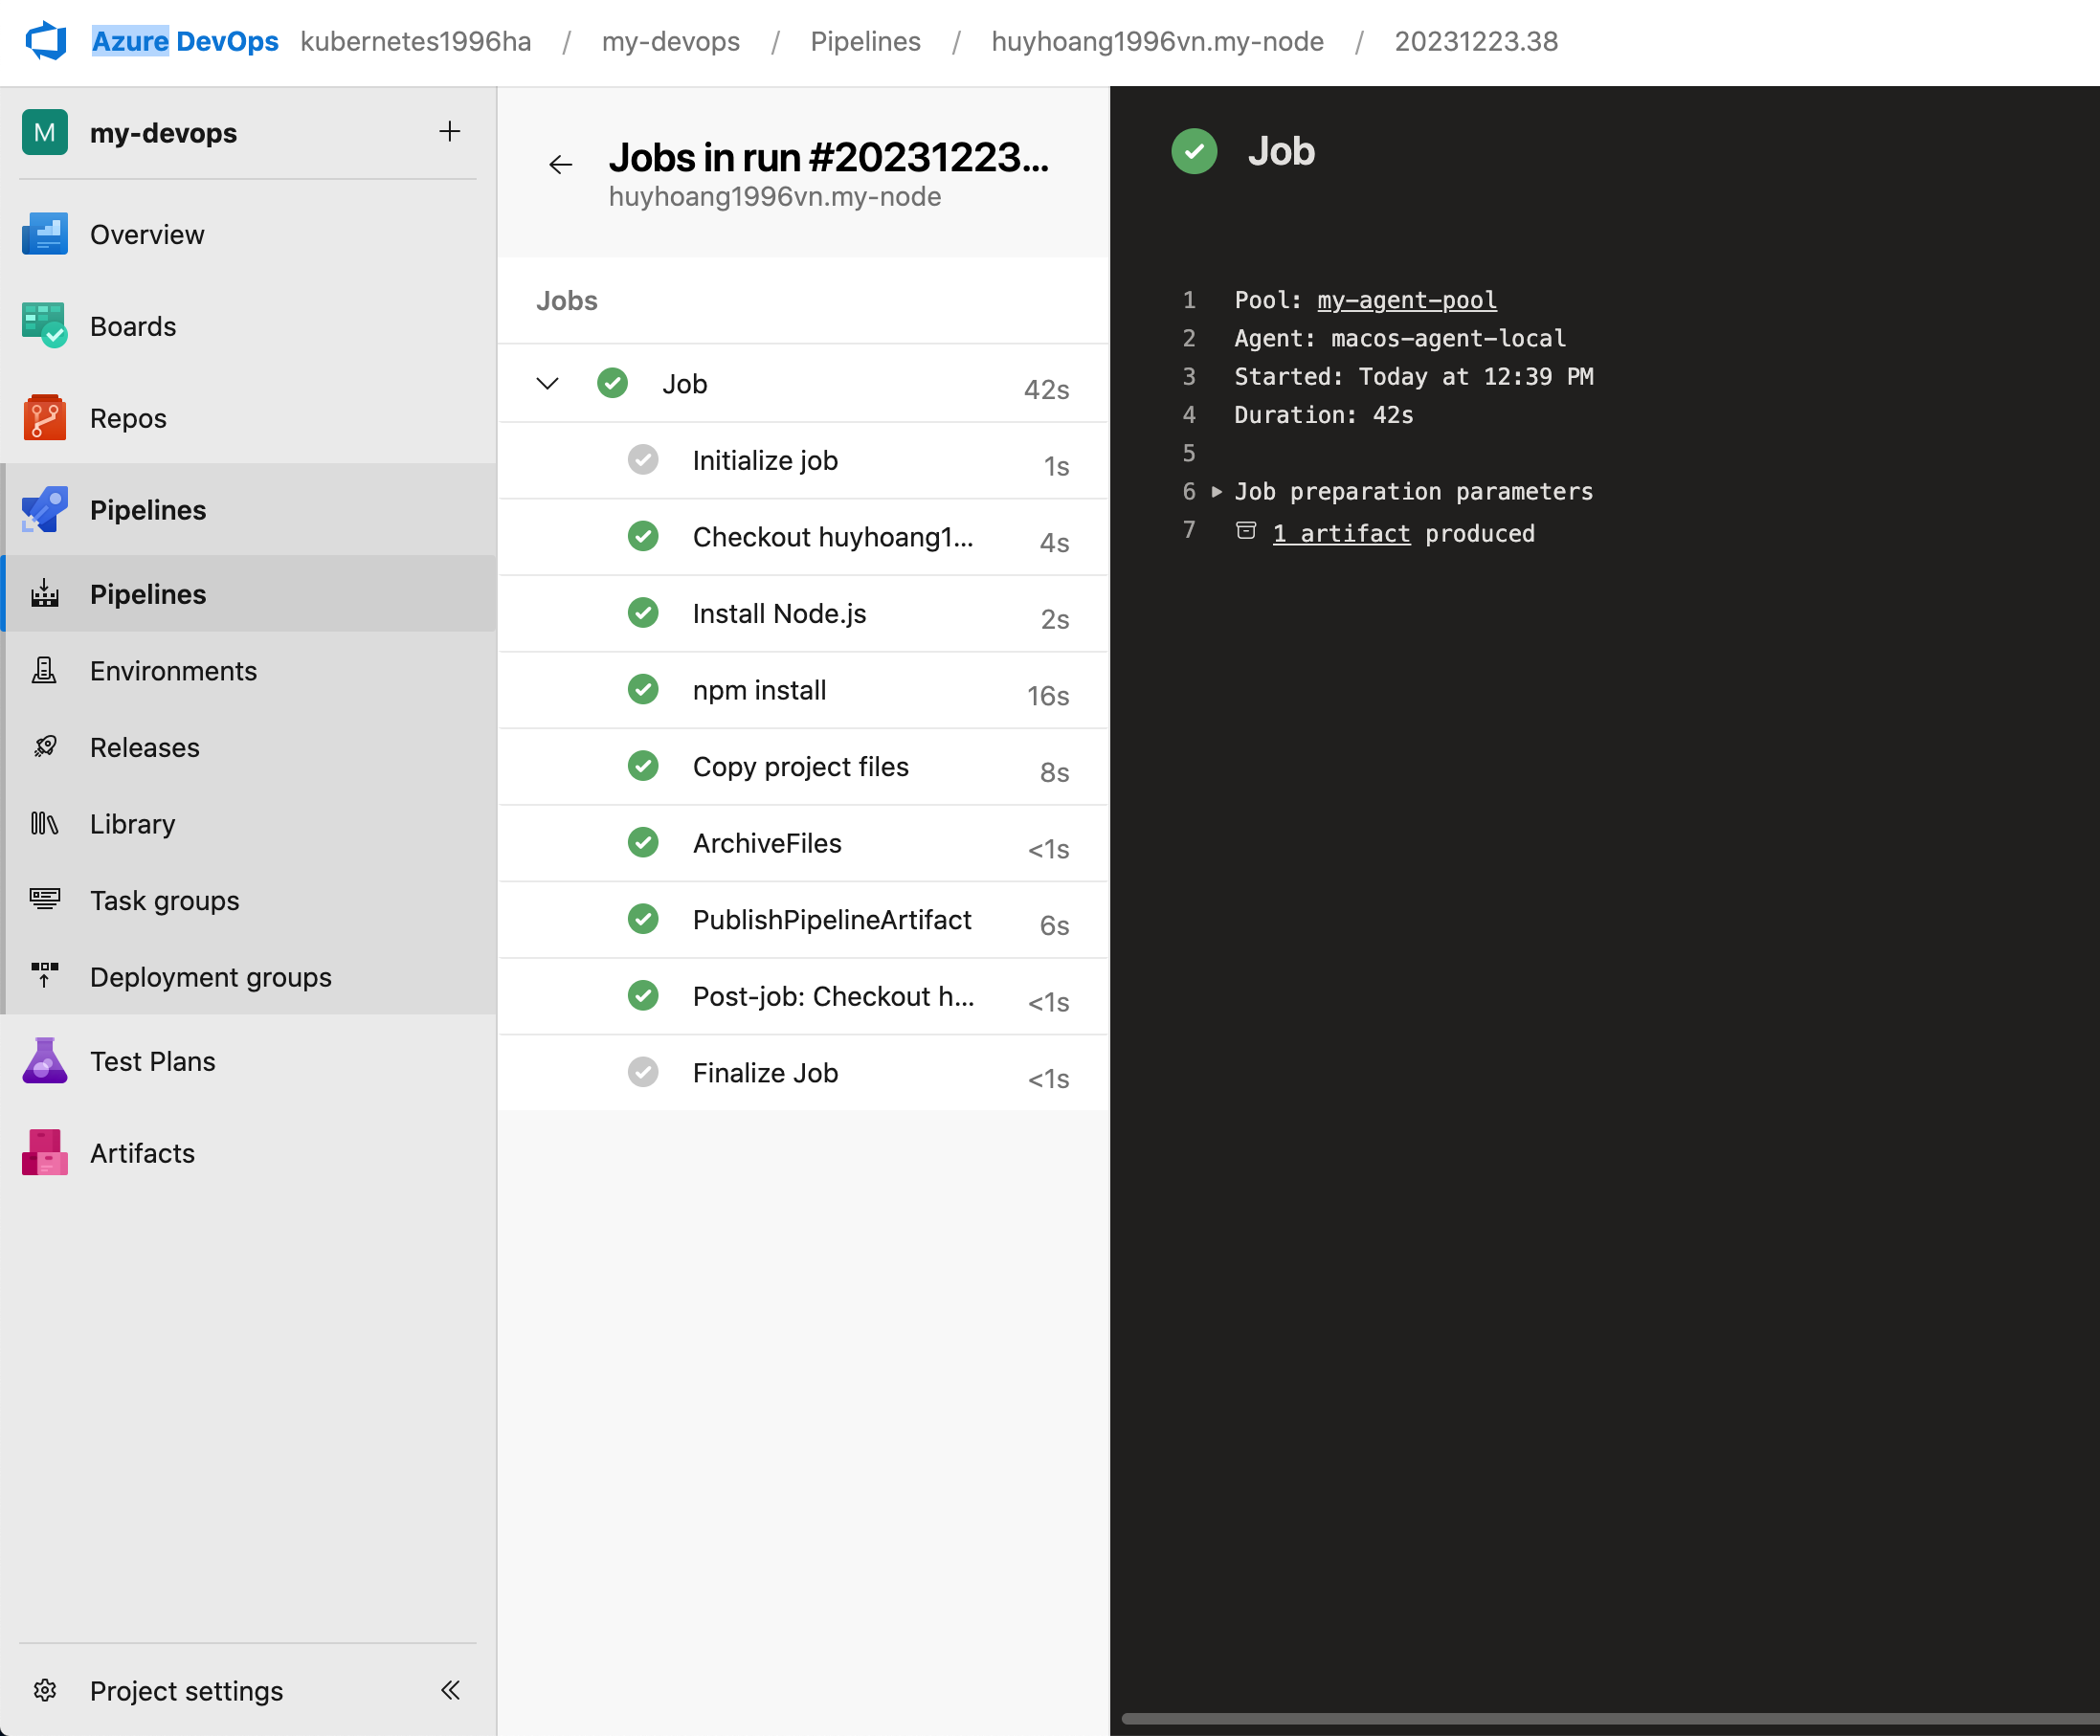 Azure DevOps kubernetes1996ha / my-devops / Pipelines / huyhoang1996vn.my-node / 20231223.38
M my-devops
Overview
Boards
Repos
Pipelines
Pipelines
Environments
Releases
Library
Task groups
Deployment groups
Test Plans
Artifacts
Project settings
Jobs in run #20231223...
huyhoang1996vn.my-node
Jobs
Job 42s
Initialize job 1s
Checkout huyhoang1... 4s
Install Node.js 2s
npm install 16s
Copy project files 8s
ArchiveFiles <1s
PublishPipelineArtifact 6s
Post-job: Checkout h... <1s
Finalize Job <1s
Job
1 Pool: my-agent-pool
2 Agent: macos-agent-local
3 Started: Today at 12:39 PM
4 Duration: 42s
5
6 Job preparation parameters
7 1 artifact produced